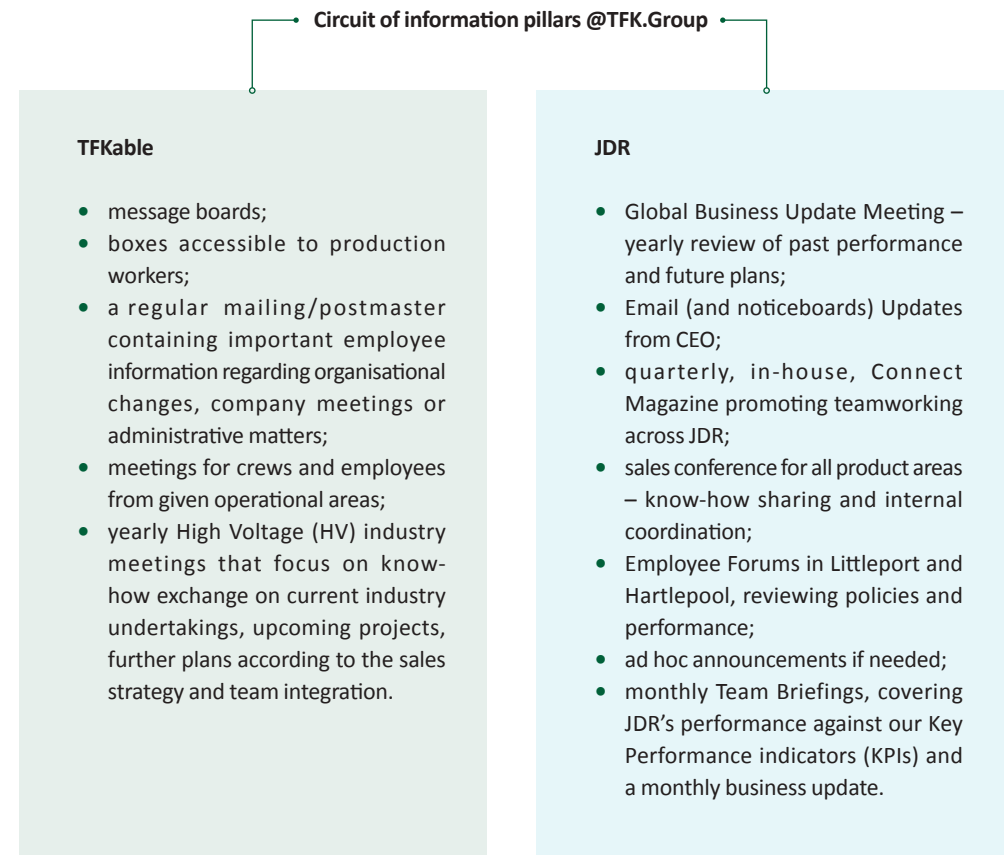 Circuit of information pillars @TFK.Group
TFKable
• message boards;
• boxes accessible to production
workers;
• a regular mailing/postmaster
containing important employee
information regarding organisational
changes, company meetings or
administrative matters;
• meetings for crews and employees
from given operational areas;
• yearly High Voltage (HV) industry
meetings that focus on know-
how exchange on current industry
undertakings, upcoming projects,
further plans according to the sales
strategy and team integration.
JDR
• Global Business Update Meeting –
yearly review of past performance
and future plans;
• Email (and noticeboards) Updates
from CEO;
• quarterly, in-house, Connect
Magazine promoting teamworking
across JDR;
• sales conference for all product areas
– know-how sharing and internal
coordination;
• Employee Forums in Littleport and
Hartlepool, reviewing policies and
performance;
• ad hoc announcements if needed;
• monthly Team Briefings, covering
JDR’s performance against our Key
Performance indicators (KPIs) and
a monthly business update.